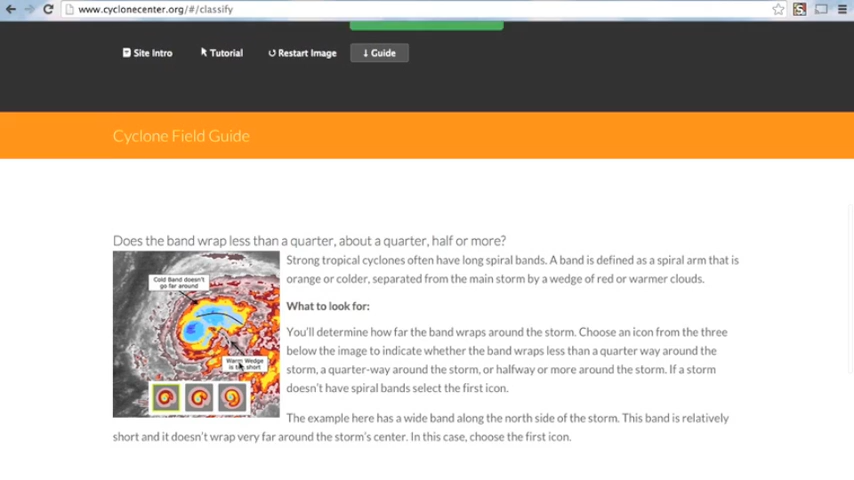 www.cyclonecenter.org/#/classify
Site Intro Tutorial Restart Image Guide
Cyclone Field Guide
Does the band wrap less than a quarter, about a quarter, half or more?
Strong tropical cyclones often have long spiral bands. A band is defined as a spiral arm that is
orange or colder, separated from the main storm by a wedge of red or warmer clouds.
What to look for:
You'll determine how far the band wraps around the storm. Choose an icon from the three
below the image to indicate whether the band wraps less than a quarter way around the
storm, a quarter-way around the storm, or halfway or more around the storm. If a storm
doesn't have spiral bands select the first icon.
The example here has a wide band along the north side of the storm. This band is relatively
short and it doesn't wrap very far around the storm's center. In this case, choose the first icon.
Cold Band doesn't
go far around
Warm Wedge
is short